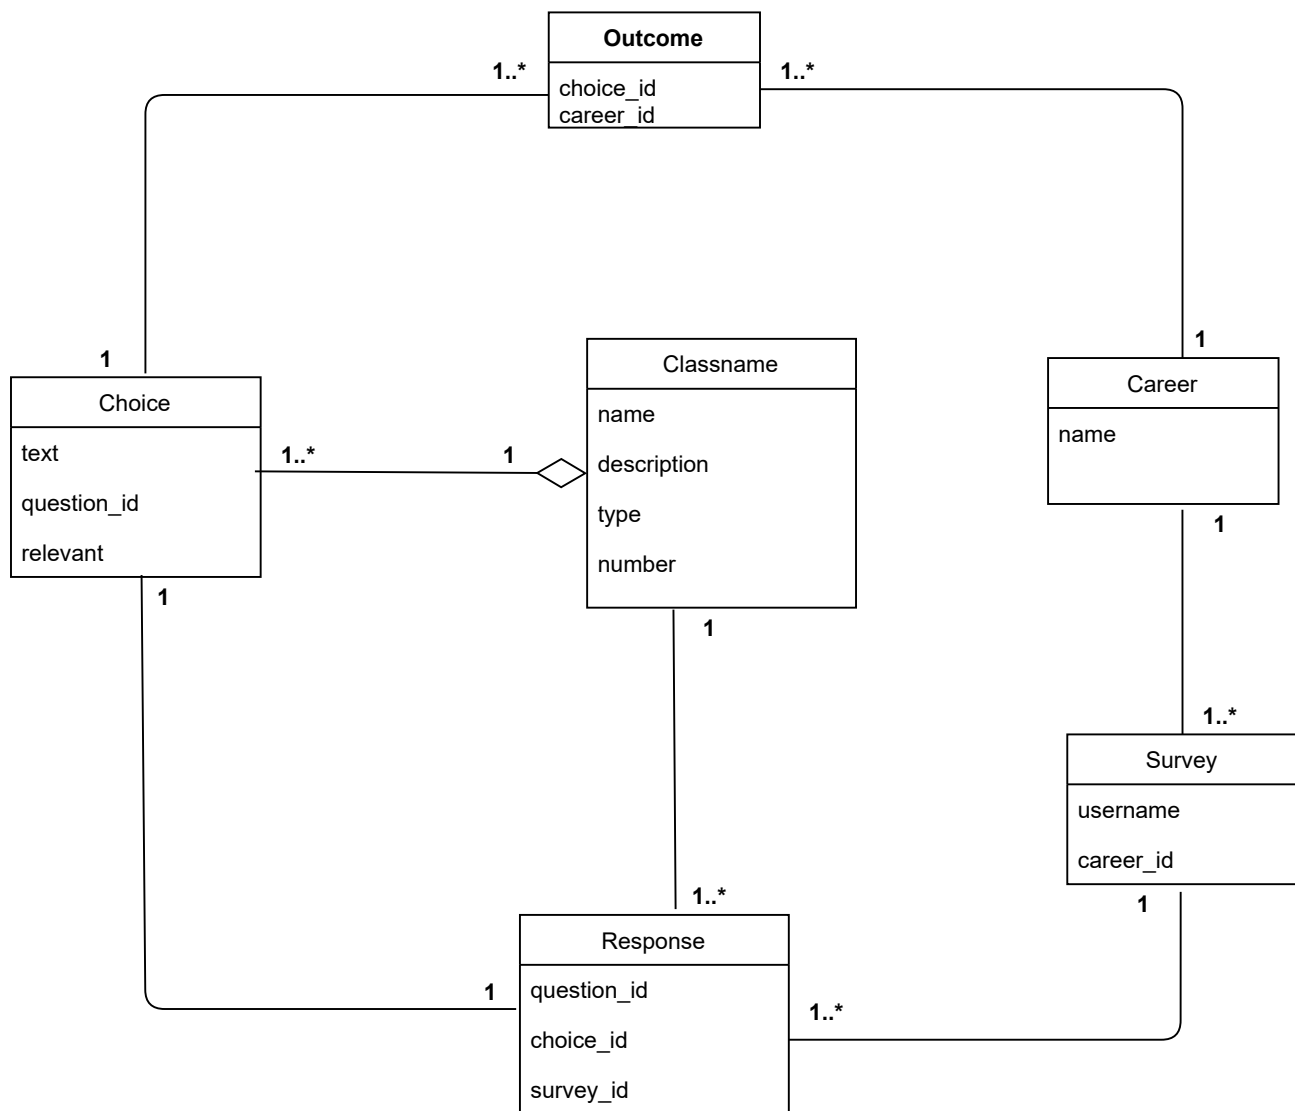 Outcome
1..*
1..*
choice_id
career_id
1
1
Classname
name
description
type
number
Choice
text
question_id
relevant
1..*
1
Career
name
1
1
1
1..*
Survey
username
career_id
1
1..*
Response
question_id
choice_id
survey_id
1
1..*